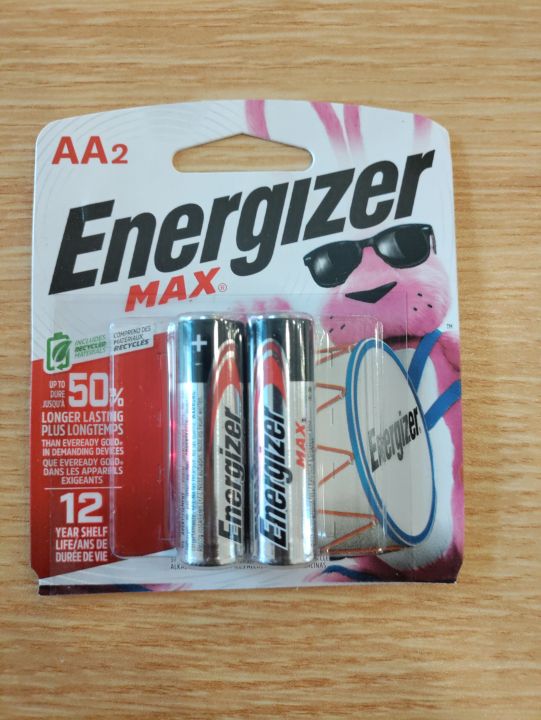 AA2
Energizer
MAX®
INCLUDES
RECYCLED
MATERIALS
COMPREND DES
MATÉRIAUX
RECYCLÉS
™
UP TO
DURE
JUSQU'À
50%
LONGER LASTING
PLUS LONGTEMPS
THAN EVEREADY GOLD®
IN DEMANDING DEVICES
QUE EVEREADY GOLD®
DANS LES APPAREILS
EXIGEANTS
12
YEAR SHELF
LIFE/ANS DE
DURÉE DE VIE
+
Energizer
Energizer
MAX
Energizer